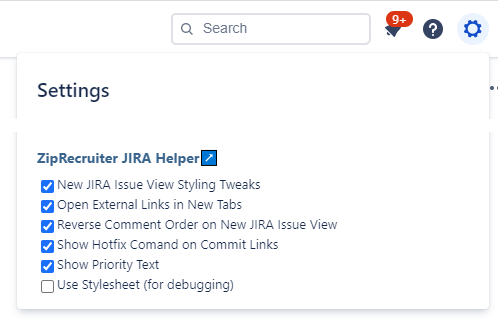 Search
9+
Settings
ZipRecruiter JIRA Helper
New JIRA Issue View Styling Tweaks
Open External Links in New Tabs
Reverse Comment Order on New JIRA Issue View
Show Hotfix Comand on Commit Links
Show Priority Text
Use Stylesheet (for debugging)